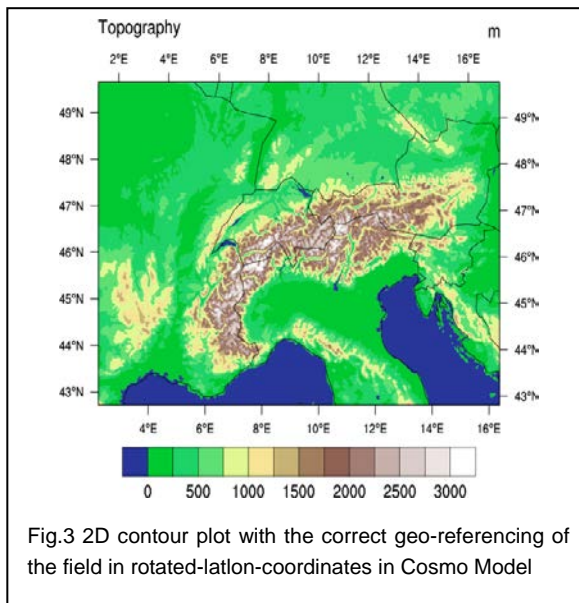 Topography m
2°E 4°E 6°E 8°E 10°E 12°E 14°E 16°E
49°N 49°N
48°N 48°N
47°N 47°N
46°N 46°N
45°N 45°N
44°N 44°N
43°N 43°N
4°E 6°E 8°E 10°E 12°E 14°E 16°E
0 500 1000 1500 2000 2500 3000
Fig.3 2D contour plot with the correct geo-referencing of
the field in rotated-latlon-coordinates in Cosmo Model